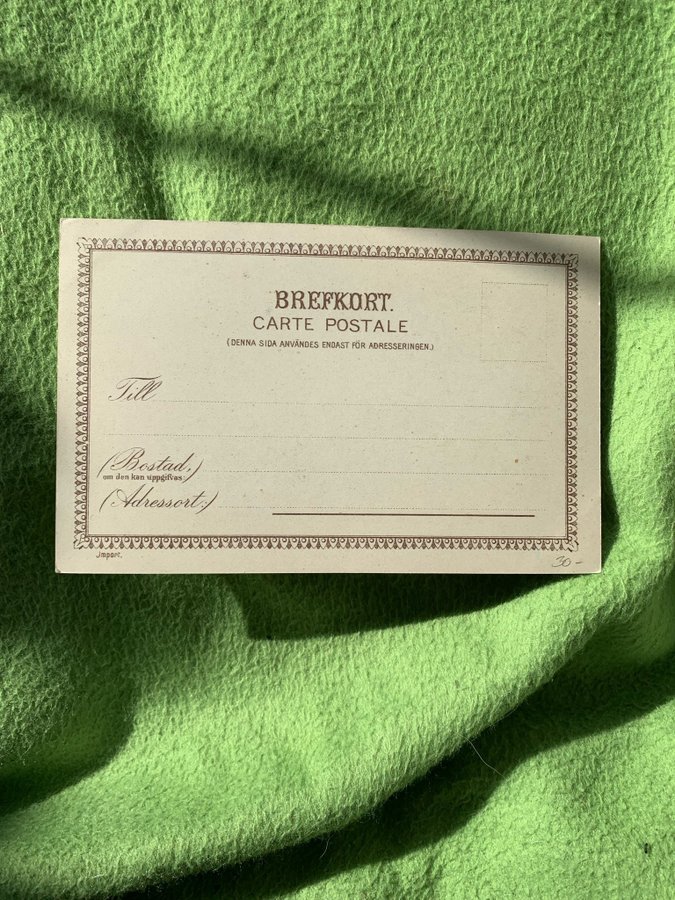 BREFKORT.
CARTE POSTALE
(DENNA SIDA ANVÄNDES ENDAST FÖR ADRESSERINGEN.)
Till
(Bostad,)
om den kan uppgifvas
(Adressort:)
Import.
30-